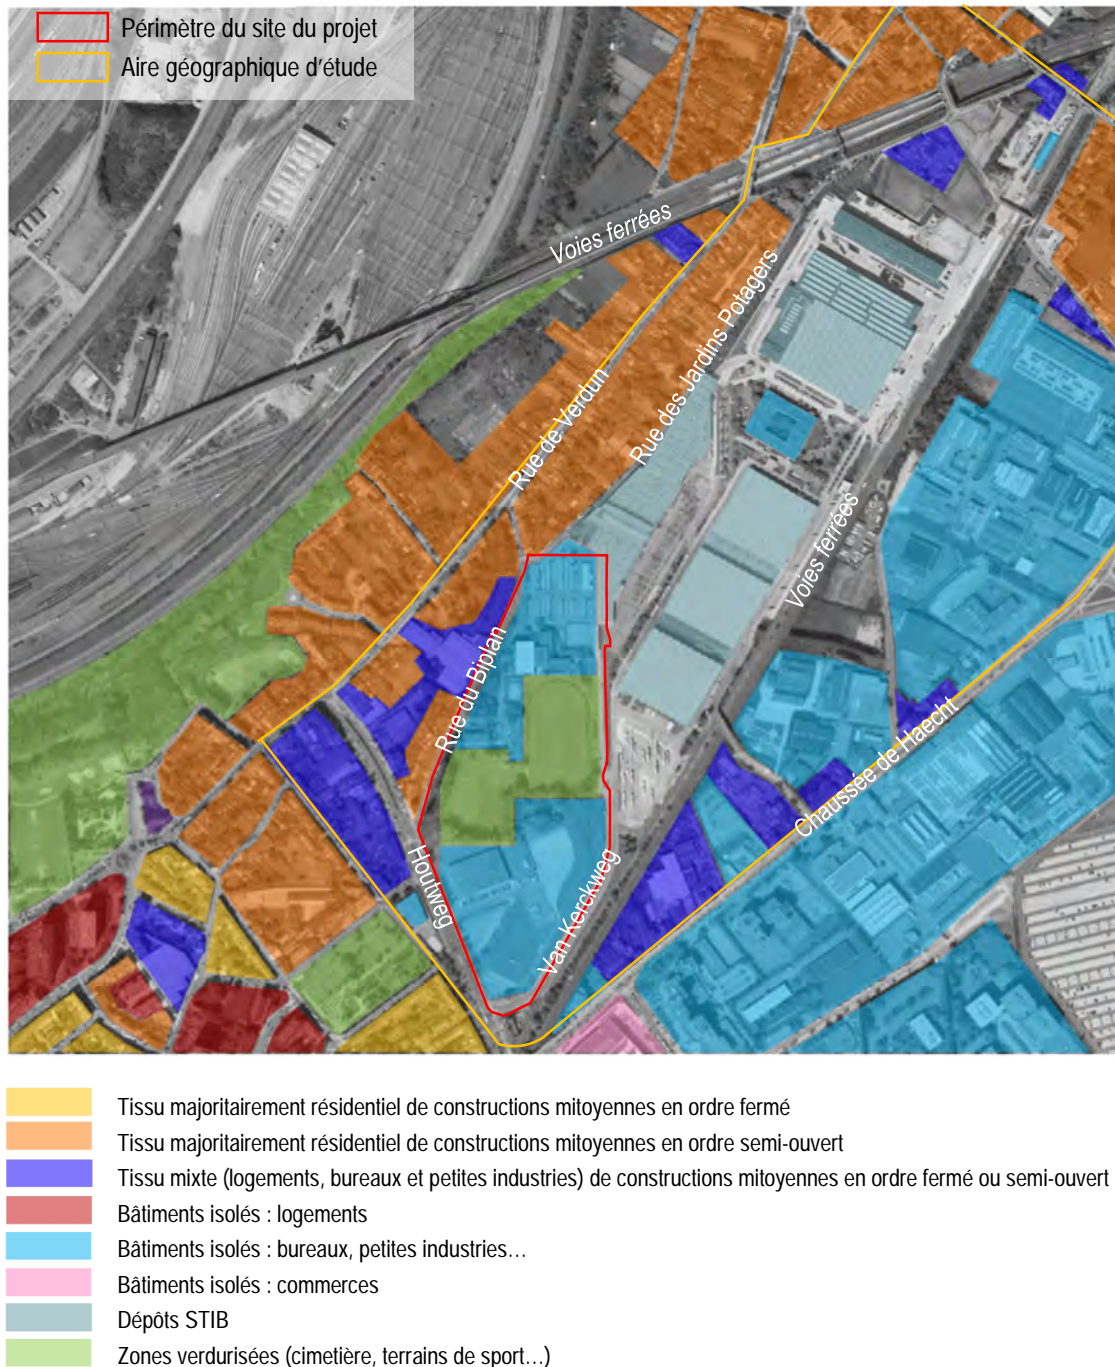 Périmètre du site du projet
Aire géographique d'étude
Voies ferrées
Rue des Jardins Potagers
Rue de Verdun
Voies ferrées
Rue du Biplan
Chaussée de Haecht
Houtweg
Van Kerckweg
Tissu majoritairement résidentiel de constructions mitoyennes en ordre fermé
Tissu majoritairement résidentiel de constructions mitoyennes en ordre semi-ouvert
Tissu mixte (logements, bureaux et petites industries) de constructions mitoyennes en ordre fermé ou semi-ouvert
Bâtiments isolés : logements
Bâtiments isolés : bureaux, petites industries…
Bâtiments isolés : commerces
Dépôts STIB
Zones verdurisées (cimetière, terrains de sport…)